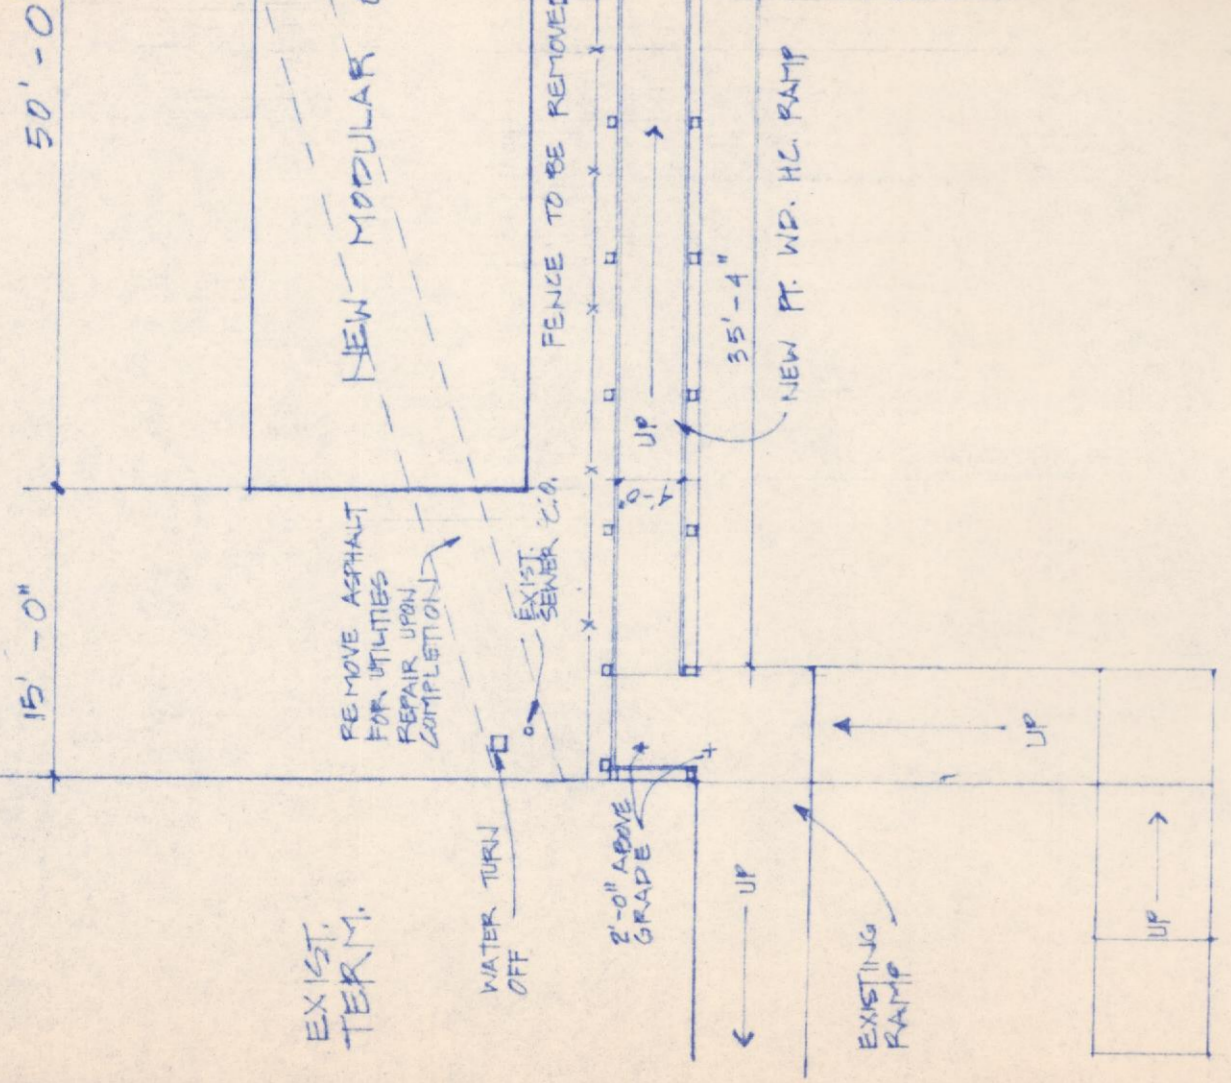 50'-0
15'-0"
NEW MODULAR
FENCE TO BE REMOVED
REMOVE ASPHALT
FOR UTILITIES
REPAIR UPON
COMPLETION
EXIST.
SEWER C.O.
UP
35'-4"
NEW PT. WD. HC. RAMP
EXIST.
TERM.
WATER TURN
OFF
2'-0" ABOVE
GRADE
UP
EXISTING
RAMP
UP
UP